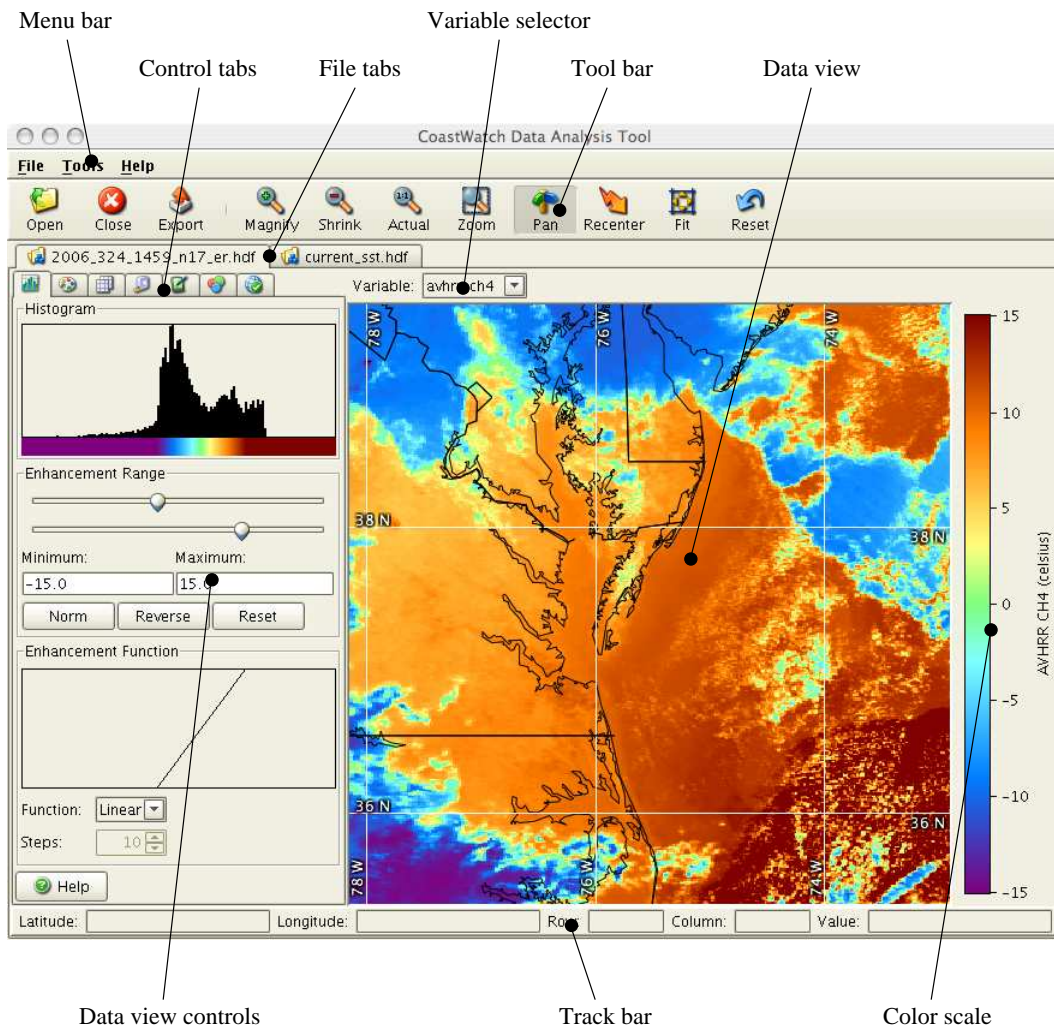 Menu bar
Variable selector
Control tabs
File tabs
Tool bar
Data view
CoastWatch Data Analysis Tool
File Tools Help
Open Close Export Magnify Shrink Actual Zoom Pan Recenter Fit Reset
1:1
2006_324_1459_n17_er.hdf
current_sst.hdf
Variable: avhrr_ch4
Histogram
Enhancement Range
Minimum: Maximum:
-15.0 15.0
Norm Reverse Reset
Enhancement Function
Function: Linear
Steps: 10
Help
78 W 76 W 74 W
38 N 38 N
36 N 36 N
78 W 76 W 74 W
15
10
5
0
-5
-10
-15
AVHRR CH4 (celsius)
Latitude: Longitude: Row: Column: Value:
Data view controls
Track bar
Color scale